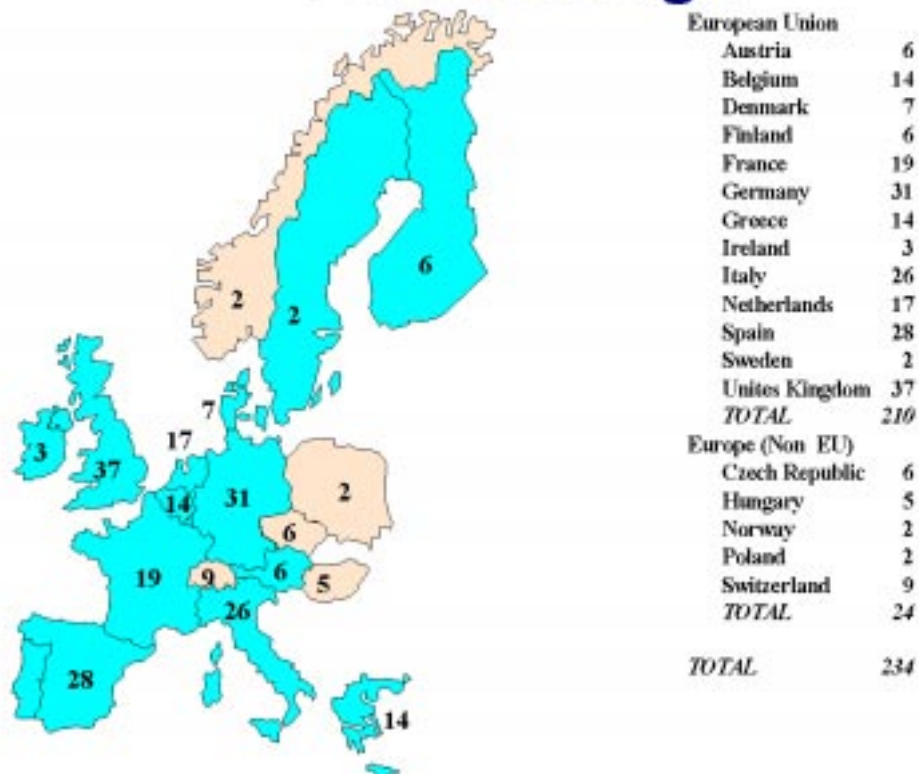 European Union
Austria 6
Belgium 14
Denmark 7
Finland 6
France 19
Germany 31
Greece 14
Ireland 3
Italy 26
Netherlands 17
Spain 28
Sweden 2
Unites Kingdom 37
TOTAL 210
Europe (Non EU)
Czech Republic 6
Hungary 5
Norway 2
Poland 2
Switzerland 9
TOTAL 24
TOTAL 234
6
2
2
7
17
3
37
14
31
2
6
19
9
6
5
26
28
14